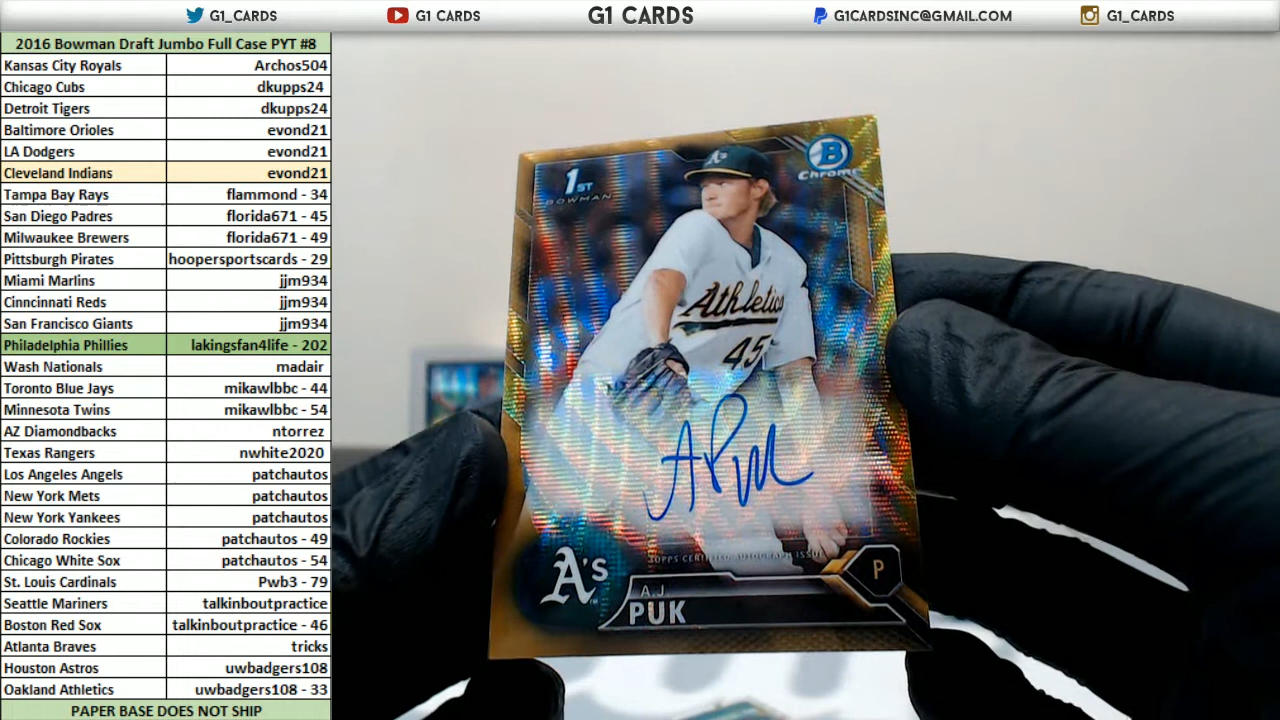 G1_CARDS G1 CARDS G1 CARDS G1CARDSINC@GMAIL.COM G1_CARDS
2016 Bowman Draft Jumbo Full Case PYT #8
Kansas City Royals Archos504
Chicago Cubs dkupps24
Detroit Tigers dkupps24
Baltimore Orioles evond21
LA Dodgers evond21
Cleveland Indians evond21
Tampa Bay Rays flammond - 34
San Diego Padres florida671 - 45
Milwaukee Brewers florida671 - 49
Pittsburgh Pirates hoopersportscards - 29
Miami Marlins jjm934
Cinncinnati Reds jjm934
San Francisco Giants jjm934
Philadelphia Phillies lakingsfan4life - 202
Wash Nationals madair
Toronto Blue Jays mikawlbbc - 44
Minnesota Twins mikawlbbc - 54
AZ Diamondbacks ntorrez
Texas Rangers nwhite2020
Los Angeles Angels patchautos
New York Mets patchautos
New York Yankees patchautos
Colorado Rockies patchautos - 49
Chicago White Sox patchautos - 54
St. Louis Cardinals Pwb3 - 79
Seattle Mariners talkinboutpractice
Boston Red Sox talkinboutpractice - 46
Atlanta Braves tricks
Houston Astros uwbadgers108
Oakland Athletics uwbadgers108 - 33
PAPER BASE DOES NOT SHIP
1ST
BOWMAN
B
Chrome
A's
Athletics
45
TOPPS CERTIFIED AUTOGRAPH ISSUE
A's
P
A.J.
PUK